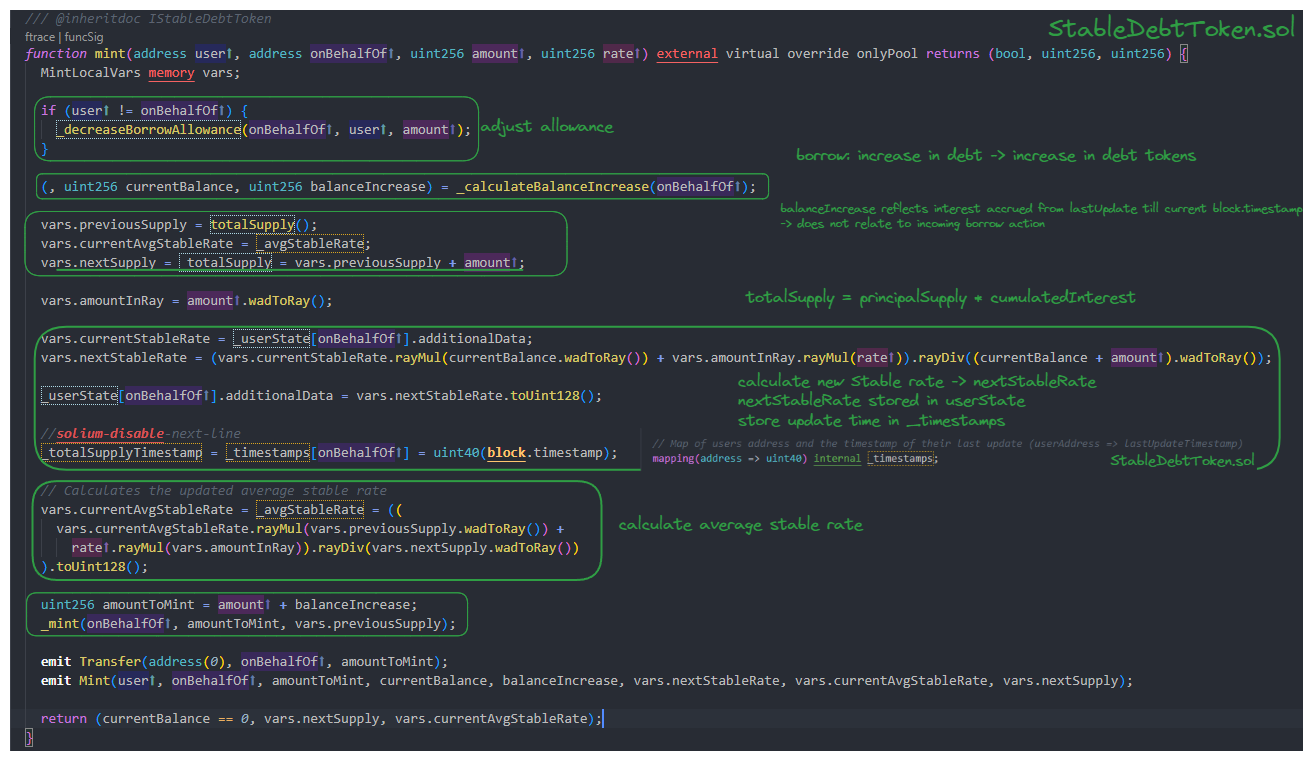 /// @inheritdoc IStableDebtToken
StableDebtToken.sol
ftrace | funcSig
function mint(address user↑, address onBehalfOf↑, uint256 amount↑, uint256 rate↑) external virtual override onlyPool returns (bool, uint256, uint256) {
MintLocalVars memory vars;
if (user↑ != onBehalfOf↑) {
_decreaseBorrowAllowance(onBehalfOf↑, user↑, amount↑);
}
adjust allowance
borrow: increase in debt -> increase in debt tokens
(, uint256 currentBalance, uint256 balanceIncrease) = _calculateBalanceIncrease(onBehalfOf↑);
balanceIncrease reflects interest accrued from lastUpdate till current block.timestamp
-> does not relate to incoming borrow action
vars.previousSupply = totalSupply();
vars.currentAvgStableRate = _avgStableRate;
vars.nextSupply = _totalSupply = vars.previousSupply + amount↑;
vars.amountInRay = amount↑.wadToRay();
totalSupply = principalSupply * cumulatedInterest
vars.currentStableRate = _userState[onBehalfOf↑].additionalData;
vars.nextStableRate = (vars.currentStableRate.rayMul(currentBalance.wadToRay()) + vars.amountInRay.rayMul(rate↑)).rayDiv((currentBalance + amount↑).wadToRay());
calculate new Stable rate -> nextStableRate
nextStableRate stored in userState
store update time in _timestamps
_userState[onBehalfOf↑].additionalData = vars.nextStableRate.toUint128();
//solium-disable-next-line
_totalSupplyTimestamp = _timestamps[onBehalfOf↑] = uint40(block.timestamp);
// Map of users address and the timestamp of their last update (userAddress => lastUpdateTimestamp)
mapping(address => uint40) internal _timestamps;
StableDebtToken.sol
// Calculates the updated average stable rate
vars.currentAvgStableRate = _avgStableRate = ((
vars.currentAvgStableRate.rayMul(vars.previousSupply.wadToRay()) +
rate↑.rayMul(vars.amountInRay)).rayDiv(vars.nextSupply.wadToRay())
).toUint128();
calculate average stable rate
uint256 amountToMint = amount↑ + balanceIncrease;
_mint(onBehalfOf↑, amountToMint, vars.previousSupply);
emit Transfer(address(0), onBehalfOf↑, amountToMint);
emit Mint(user↑, onBehalfOf↑, amountToMint, currentBalance, balanceIncrease, vars.nextStableRate, vars.currentAvgStableRate, vars.nextSupply);
return (currentBalance == 0, vars.nextSupply, vars.currentAvgStableRate);
}